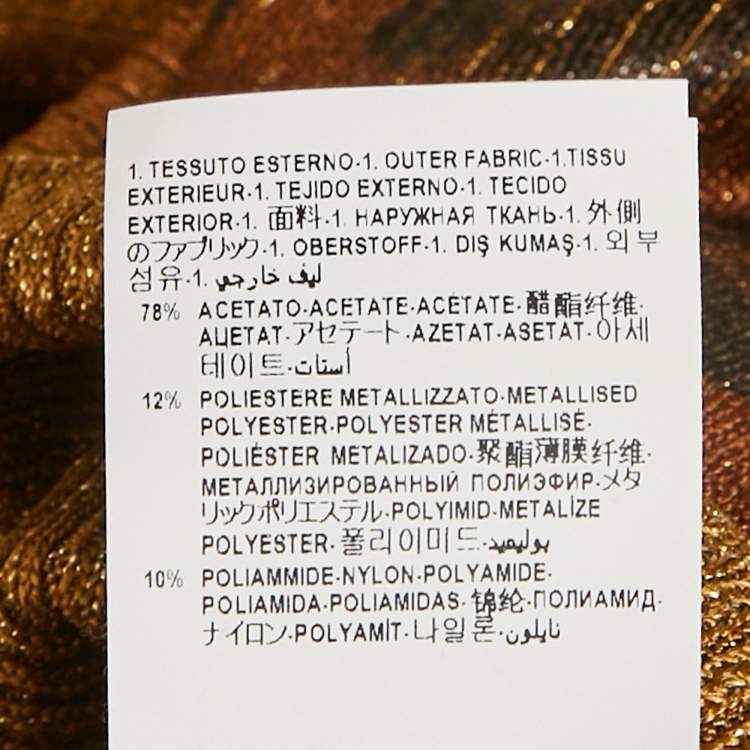 1. TESSUTO ESTERNO·1. OUTER FABRIC·1.TISSU
EXTERIEUR·1. TEJIDO EXTERNO·1. TECIDO
EXTERIOR·1. 面料·1. НАРУЖНАЯ ТКАНЬ·1. 外側
のファブリック·1. OBERSTOFF·1. DIŞ KUMAŞ·1. 외부
섬유·1. ليف خارجي
78% ACETATO·ACETATE·ACÉTATE·醋酯纤维·
АЦЕТАТ·アセテート·AZETAT·ASETAT·아세
테이트·أستات
12% POLIESTERE METALLIZZATO·METALLISED
POLYESTER·POLYESTER MÉTALLISÉ·
POLIÉSTER METALIZADO·聚酯薄膜纤维·
МЕТАЛЛИЗИРОВАННЫЙ ПОЛИЭФИР·メタ
リックポリエステル·POLYIMID·METALİZE
POLYESTER·폴리이미드·بوليميد
10% POLIAMMIDE·NYLON·POLYAMIDE·
POLIAMIDA·POLIAMIDAS·锦纶·ПОЛИАМИД·
ナイロン·POLYAMİT·나일론·نايلون